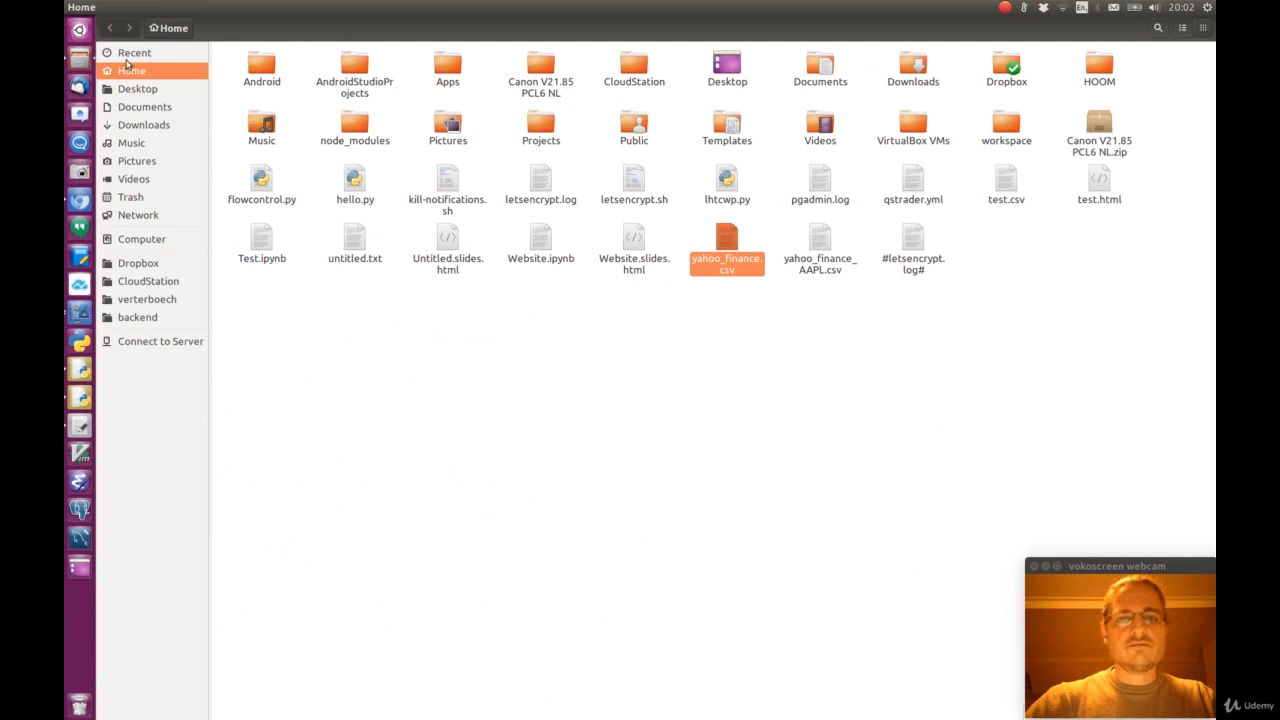 Home
En
20:02
Home
Recent
Home
Desktop
Documents
Downloads
Music
Pictures
Videos
Trash
Network
Computer
Dropbox
CloudStation
verterboech
backend
Connect to Server
Android
AndroidStudioPr
ojects
Apps
Canon V21.85
PCL6 NL
CloudStation
Desktop
Documents
Downloads
Dropbox
HOOM
Music
node_modules
Pictures
Projects
Public
Templates
Videos
VirtualBox VMs
workspace
Canon V21.85
PCL6 NL.zip
flowcontrol.py
hello.py
kill-notifications.
sh
letsencrypt.log
letsencrypt.sh
lhtcwp.py
pgadmin.log
qstrader.yml
test.csv
test.html
Test.ipynb
untitled.txt
Untitled.slides.
html
Website.ipynb
Website.slides.
html
yahoo_finance.
csv
yahoo_finance_
AAPL.csv
#letsencrypt.
log#
vokoscreen webcam
Udemy